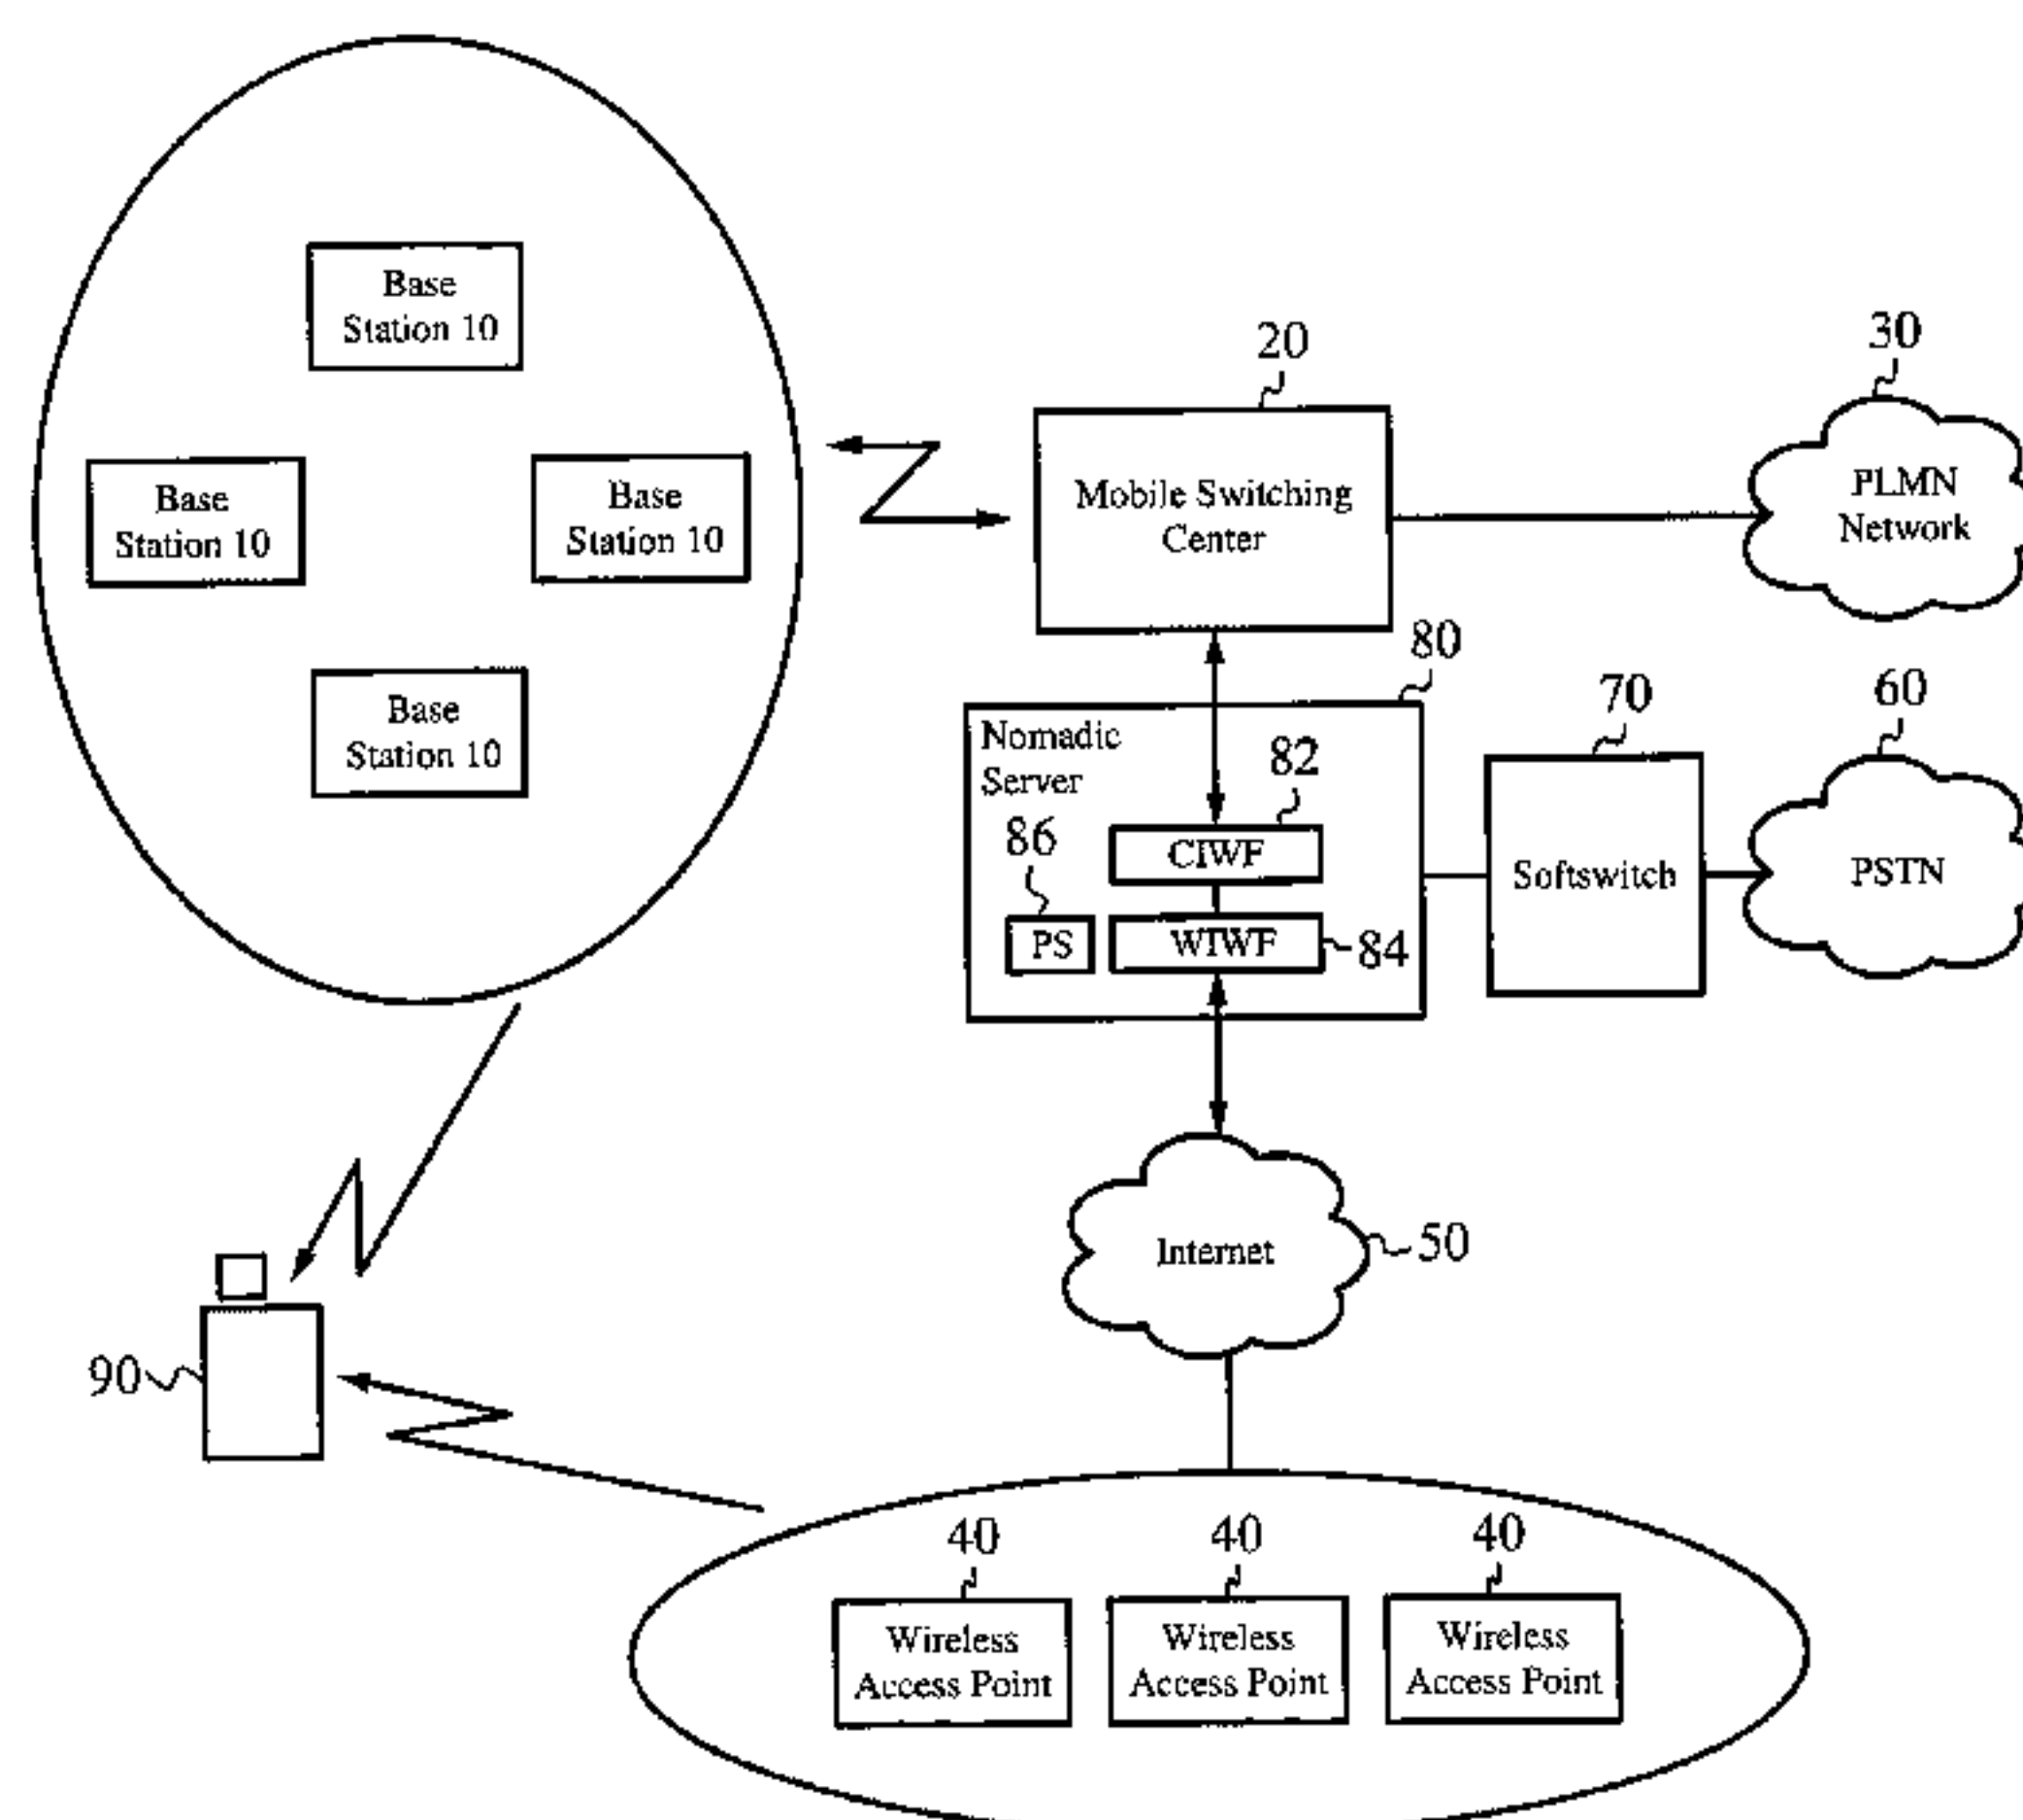 Base
Station 10
Base
Station 10
Base
Station 10
Base
Station 10
20
Mobile Switching
Center
30
PLMN
Network
80
Nomadic
Server
82
CIWF
86
PS
WIWF
84
70
Softswitch
60
PSTN
Internet
50
90
40
Wireless
Access Point
40
Wireless
Access Point
40
Wireless
Access Point